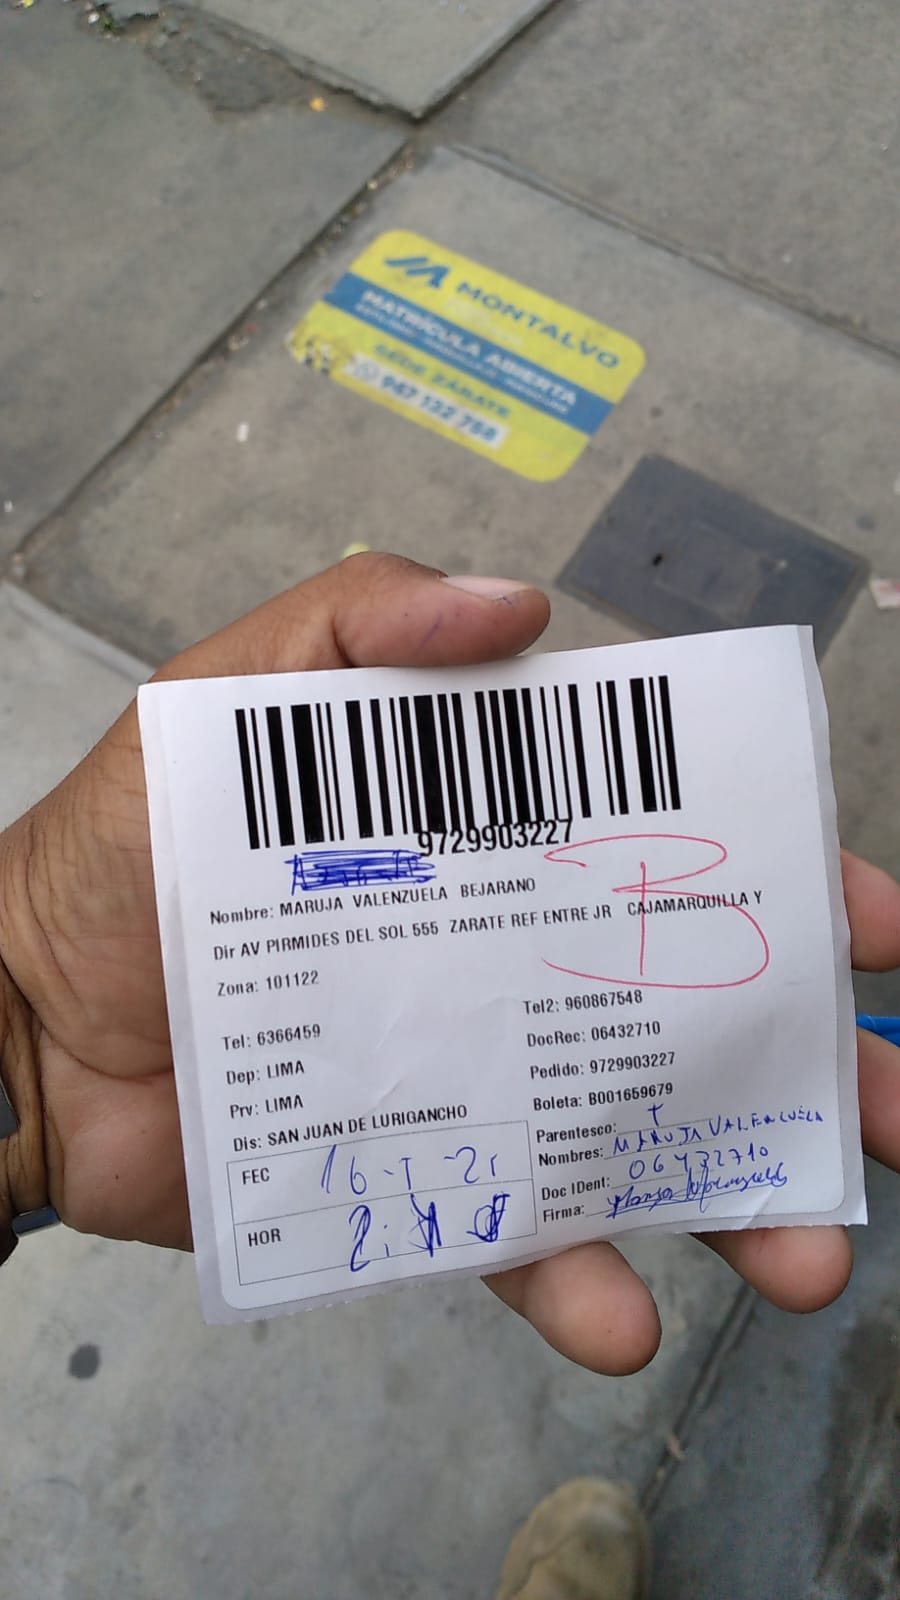 MONTALVO
MATRÍCULA ABIERTA
SEDE ZÁRATE
947 122 758
9729903227
Nombre: MARUJA VALENZUELA BEJARANO
Dir AV PIRMIDES DEL SOL 555 ZARATE REF ENTRE JR CAJAMARQUILLA Y
B
Zona: 101122
Tel: 6366459
Tel2: 960867548
Dep: LIMA
DocRec: 06432710
Prv: LIMA
Pedido: 9729903227
Dis: SAN JUAN DE LURIGANCHO
Boleta: B001659679
FEC
HOR
Parentesco: T
Nombres: MARUJA VALENZUELA
Doc IDent: 06432710
Firma: